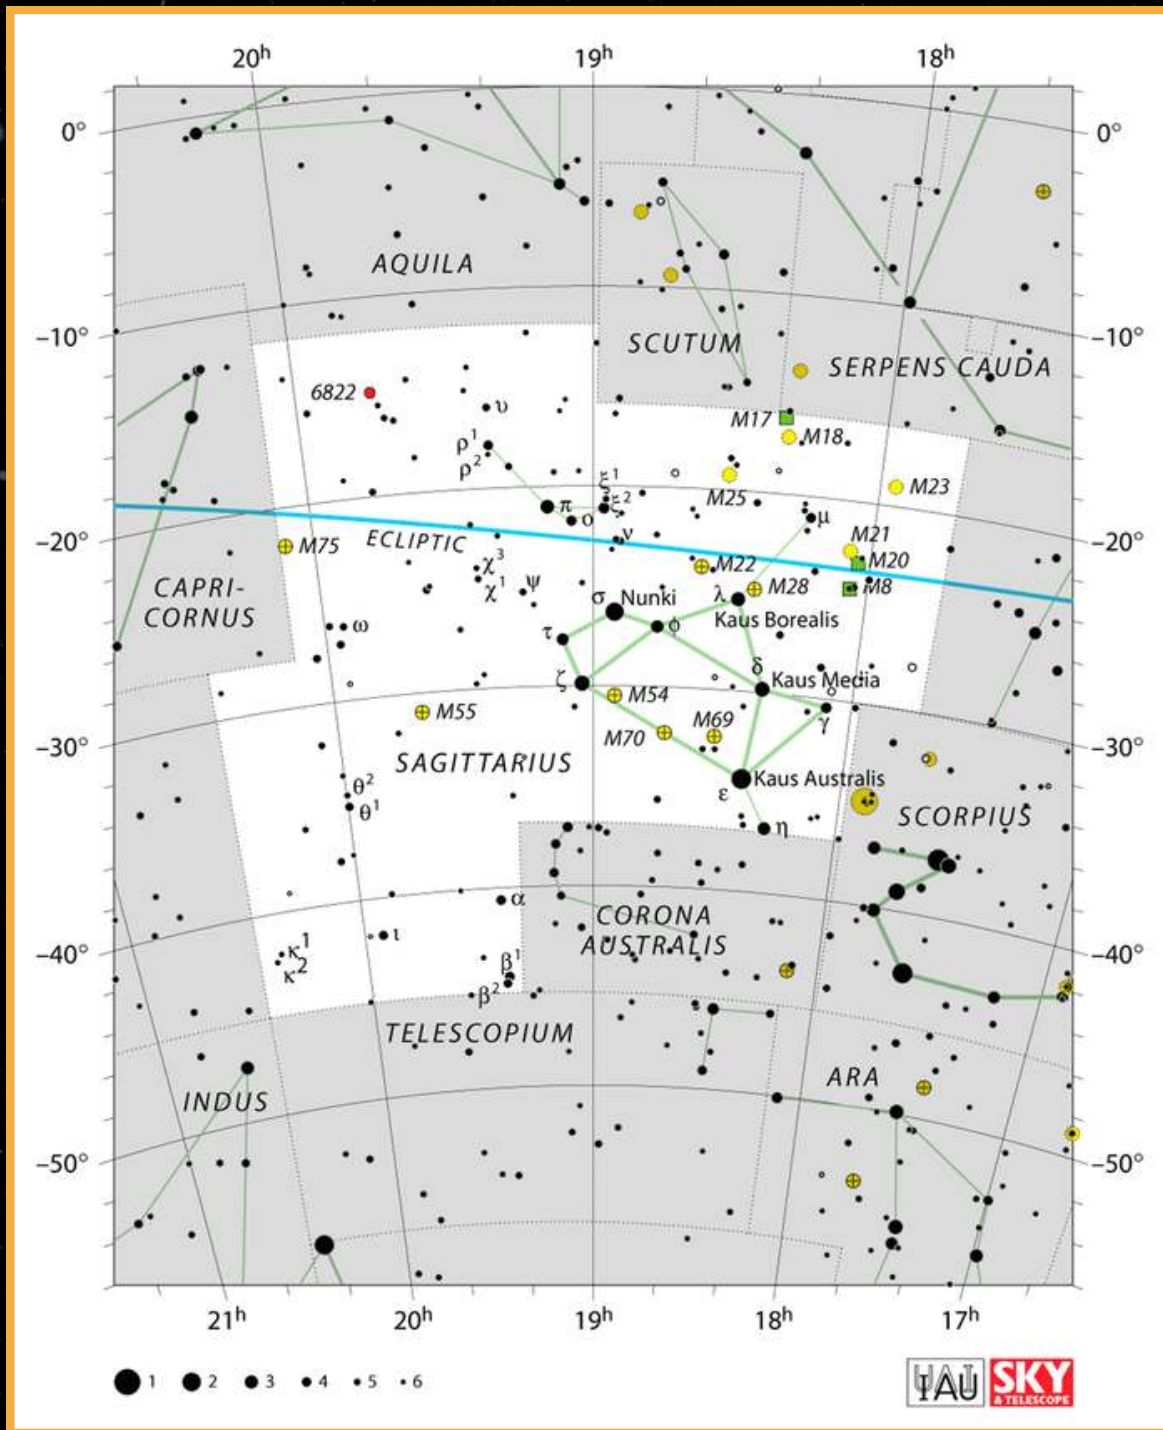 20h 19h 18h
0° 0°
AQUILA
–10° SCUTUM –10°
SERPENS CAUDA
6822
υ M17
M18
ρ1
ρ2 ξ1 M23
M25
π ξ2
ο μ
ν M21
–20° ECLIPTIC –20°
M75 M20
χ3 M22
CAPRI-
CORNUS
χ1 ψ M28 M8
σ Nunki λ
Kaus Borealis
ω τ ϕ
δ
ζ Kaus Media
M54
M55 M69 γ
–30° M70 –30°
SAGITTARIUS
Kaus Australis
θ2 ε
θ1 SCORPIUS
η
α
CORONA
AUSTRALIS
ι
κ1
–40° –40°
κ2 β1
β2
TELESCOPIUM
ARA
INDUS
–50° –50°
21h 20h 19h 18h 17h
1 2 3 4 5 6
IAU SKY
& TELESCOPE